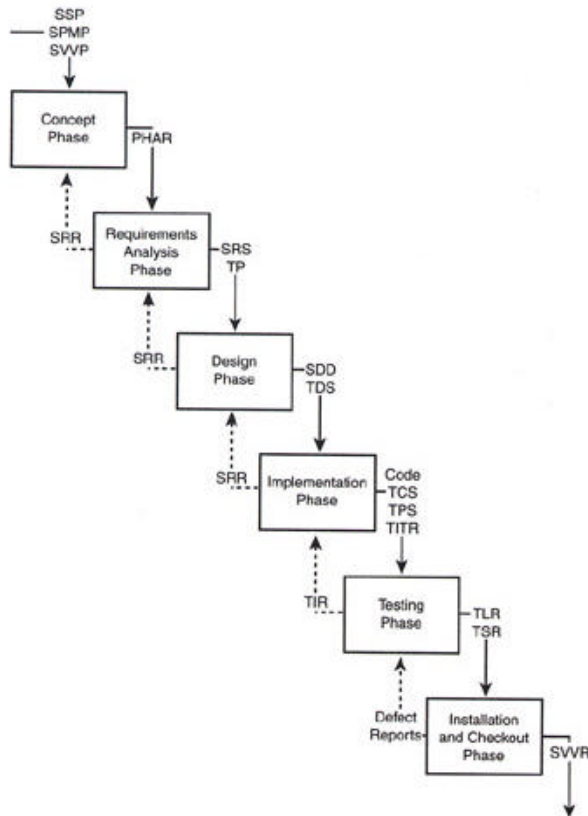 SSP
SPMP
SVVP
Concept
Phase
PHAR
SRR
Requirements
Analysis
Phase
SRS
TP
SRR
Design
Phase
SDD
TDS
SRR
Implementation
Phase
Code
TCS
TPS
TITR
TIR
Testing
Phase
TLR
TSR
Defect
Reports
Installation
and Checkout
Phase
SVVR